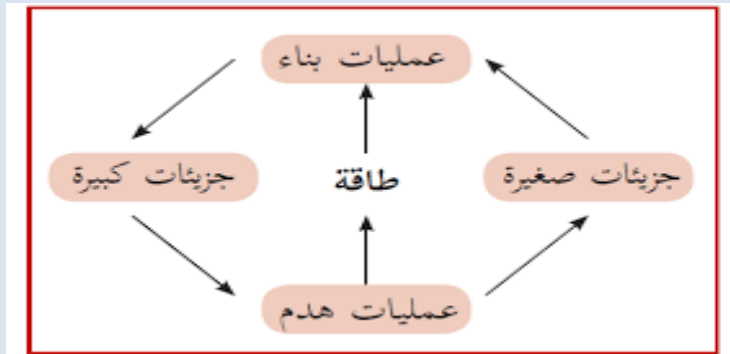 عمليات بناء
جزيئات صغيرة
طاقة
جزيئات كبيرة
عمليات هدم